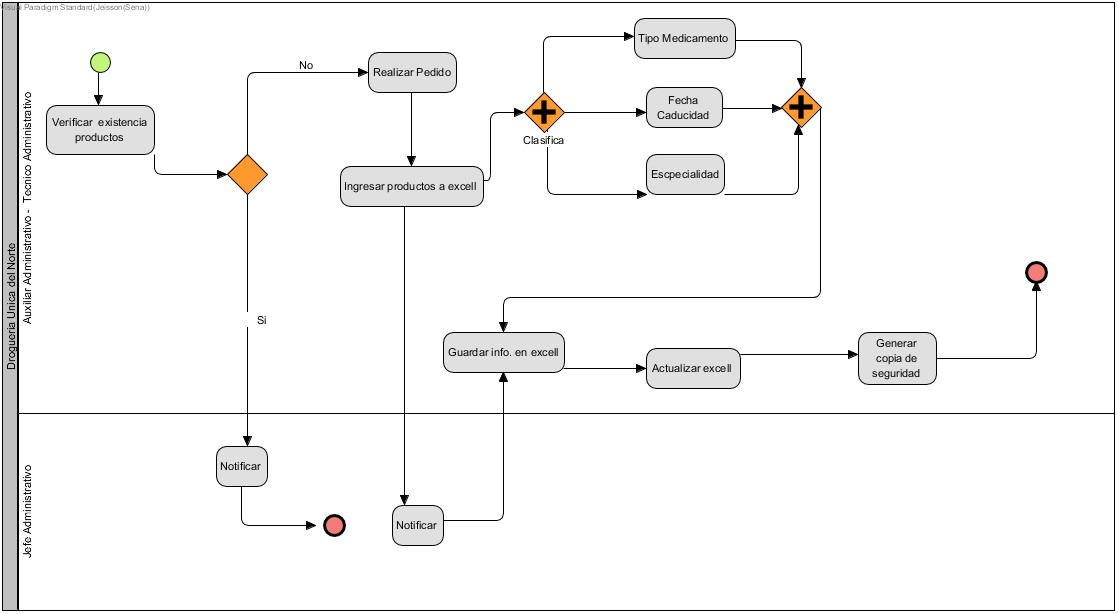 Visual Paradigm Standard(Jeisson(Sena))
Drogueria Unica del Norte
Auxiliar Administrativo - Tecnico Administrativo
Verificar existencia
productos
No
Realizar Pedido
Ingresar productos a excell
Clasifica
Tipo Medicamento
Fecha
Caducidad
Escpecialidad
Si
Guardar info. en excell
Actualizar excell
Generar
copia de
seguridad
Jefe Administrativo
Notificar
Notificar